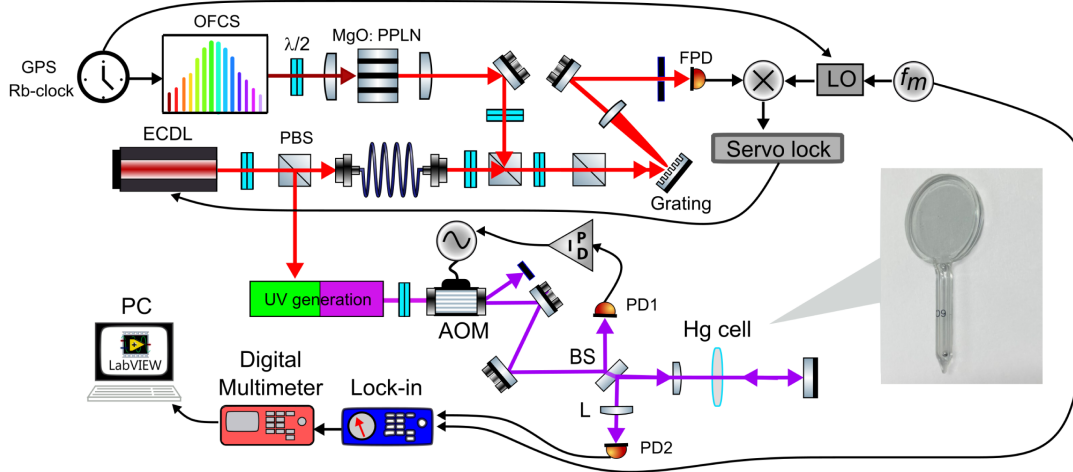 OFCS
GPS
Rb-clock
λ/2
MgO: PPLN
FPD
LO
fm
ECDL
PBS
Servo lock
Grating
P
I
D
UV generation
AOM
PD1
PC
LabVIEW
Digital
Multimeter
Lock-in
BS
Hg cell
L
PD2
09